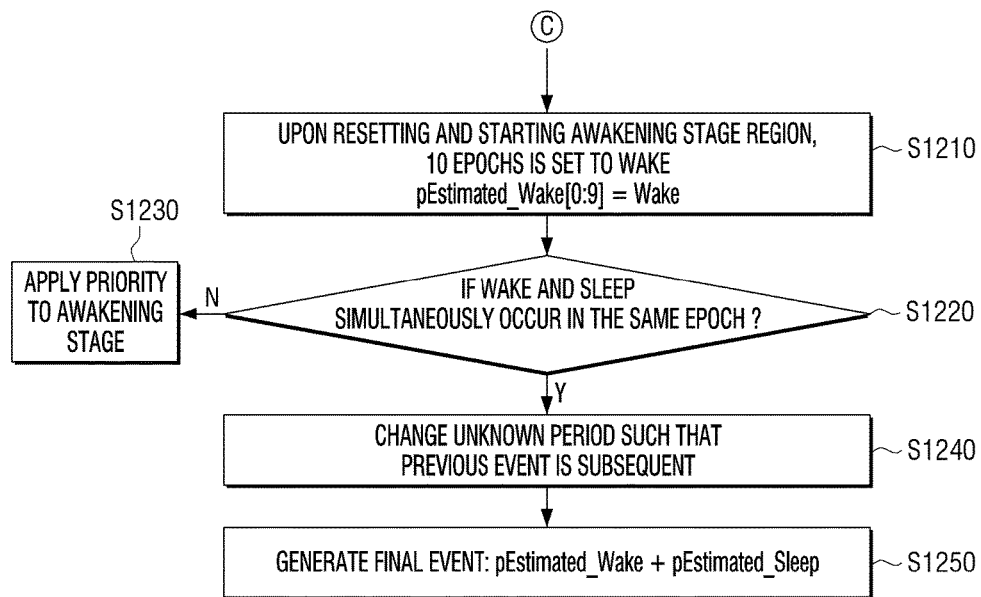 C
UPON RESETTING AND STARTING AWAKENING STAGE REGION,
10 EPOCHS IS SET TO WAKE
pEstimated_Wake[0:9] = Wake
S1210
S1230
APPLY PRIORITY
TO AWAKENING
STAGE
N
IF WAKE AND SLEEP
SIMULTANEOUSLY OCCUR IN THE SAME EPOCH ?
S1220
Y
CHANGE UNKNOWN PERIOD SUCH THAT
PREVIOUS EVENT IS SUBSEQUENT
S1240
GENERATE FINAL EVENT: pEstimated_Wake + pEstimated_Sleep
S1250